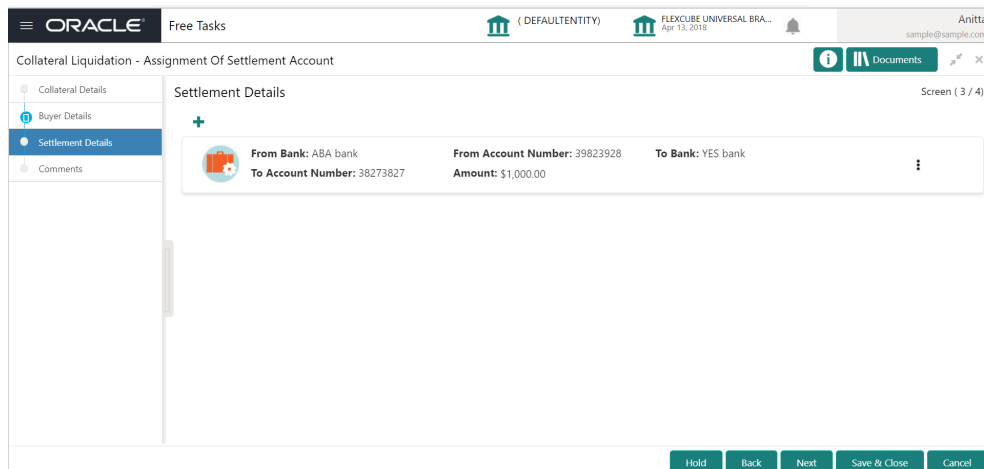 ORACLE®
Free Tasks
( DEFAULTENTITY)
FLEXCUBE UNIVERSAL BRA...
Apr 13, 2018
Anitta
sample@sample.com
Collateral Liquidation - Assignment Of Settlement Account
i
Documents
Collateral Details
Buyer Details
Settlement Details
Comments
Settlement Details
Screen ( 3 / 4)
From Bank: ABA bank From Account Number: 39823928 To Bank: YES bank
To Account Number: 38273827 Amount: $1,000.00
Hold Back Next Save & Close Cancel